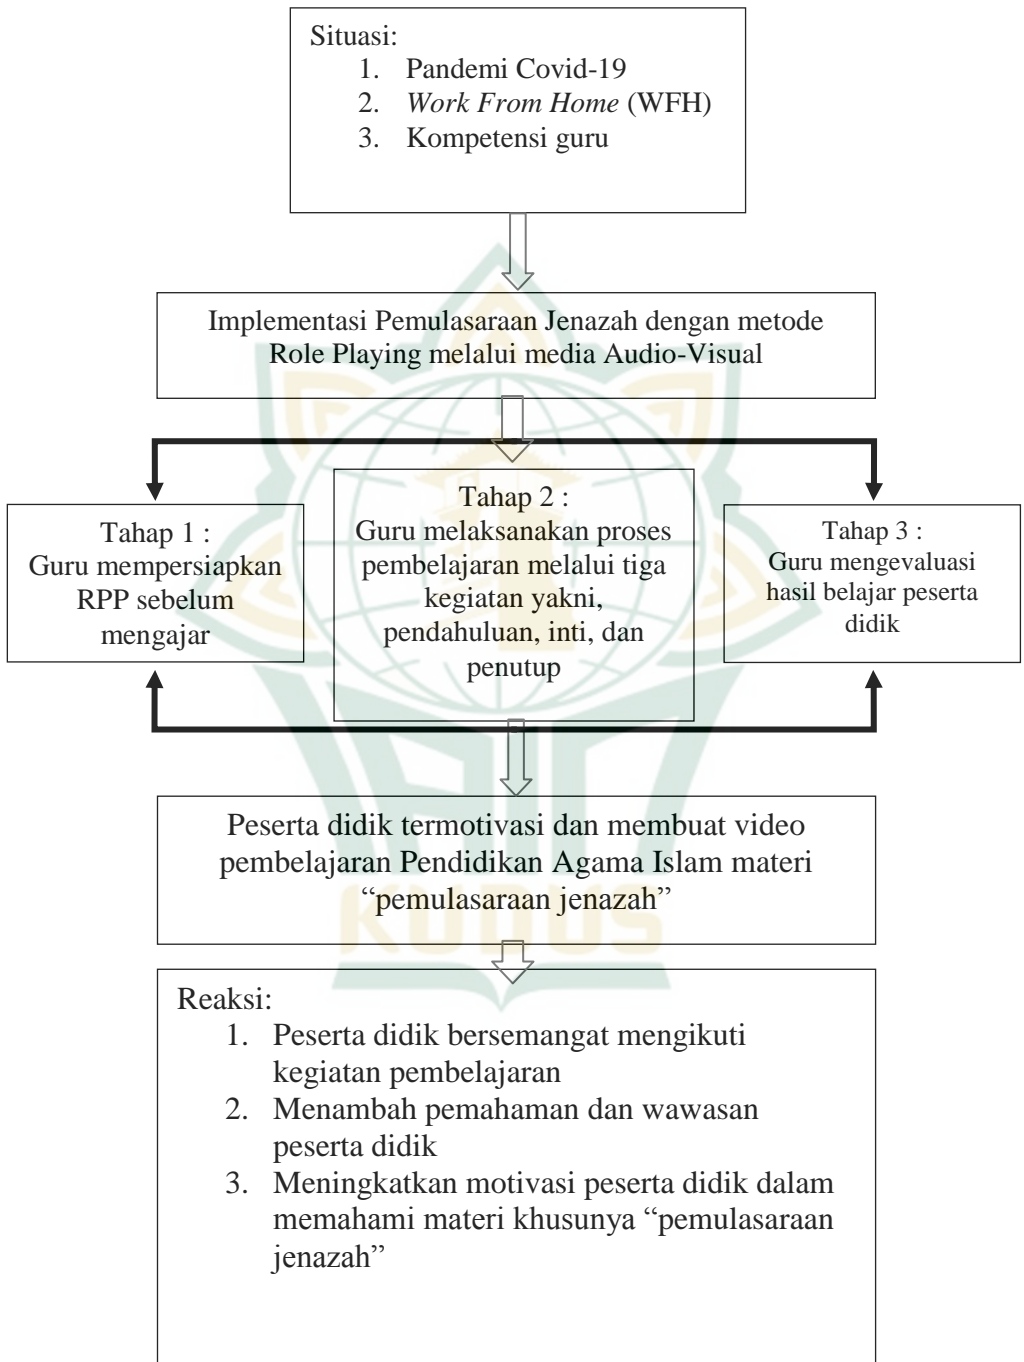 Situasi:
1. Pandemi Covid-19
2. Work From Home (WFH)
3. Kompetensi guru
Implementasi Pemulasaraan Jenazah dengan metode
Role Playing melalui media Audio-Visual
Tahap 1 :
Guru mempersiapkan
RPP sebelum
mengajar
Tahap 2 :
Guru melaksanakan proses
pembelajaran melalui tiga
kegiatan yakni,
pendahuluan, inti, dan
penutup
Tahap 3 :
Guru mengevaluasi
hasil belajar peserta
didik
Peserta didik termotivasi dan membuat video
pembelajaran Pendidikan Agama Islam materi
“pemulasaraan jenazah”
KUDUS
Reaksi:
1. Peserta didik bersemangat mengikuti
kegiatan pembelajaran
2. Menambah pemahaman dan wawasan
peserta didik
3. Meningkatkan motivasi peserta didik dalam
memahami materi khusunya “pemulasaraan
jenazah”